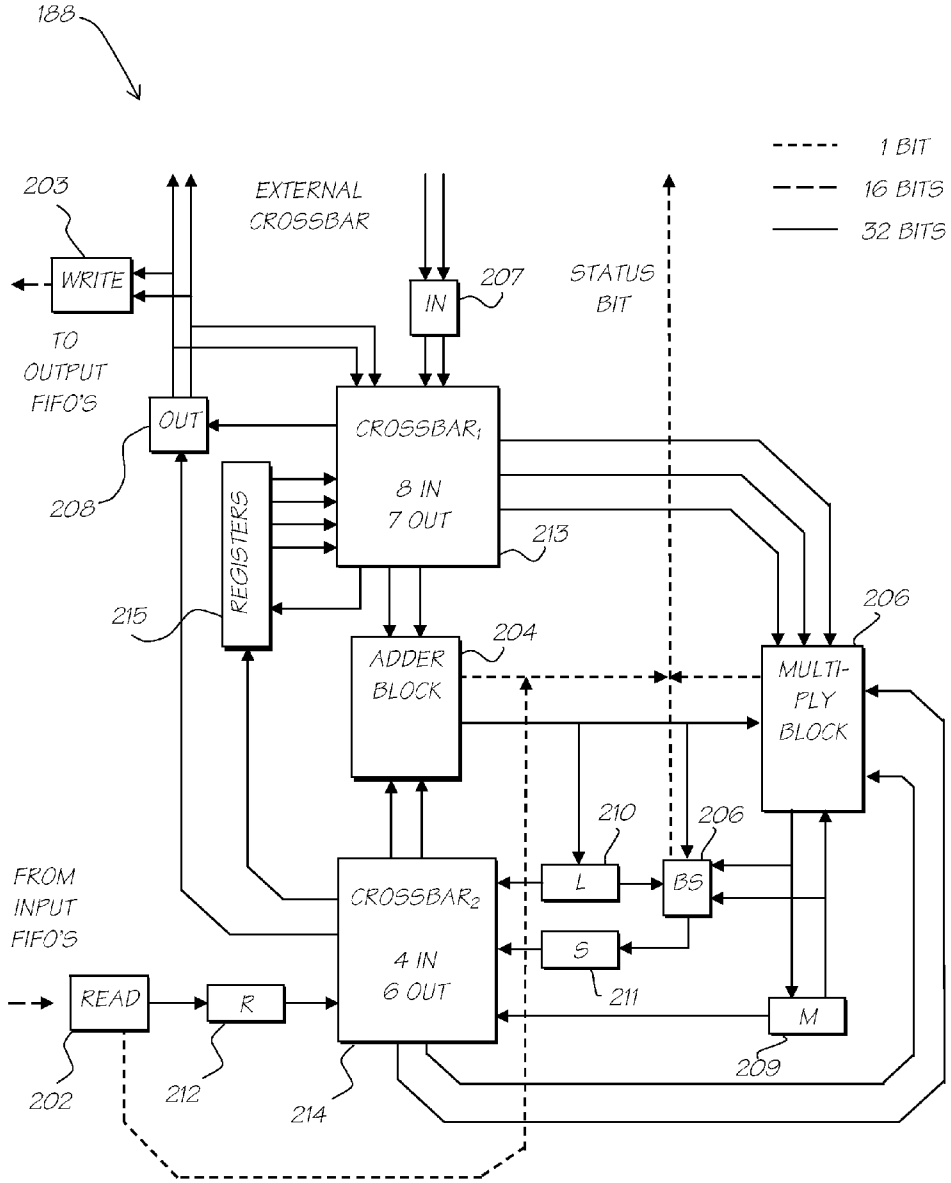 188
1 BIT
16 BITS
32 BITS
203
EXTERNAL
CROSSBAR
WRITE
207
IN
STATUS
BIT
TO
OUTPUT
FIFO'S
OUT
208
CROSSBAR1
8 IN
7 OUT
213
REGISTERS
215
204
ADDER
BLOCK
206
MULTI-
PLY
BLOCK
210
206
L
BS
FROM
INPUT
FIFO'S
CROSSBAR2
4 IN
6 OUT
S
211
READ
R
M
209
202
212
214